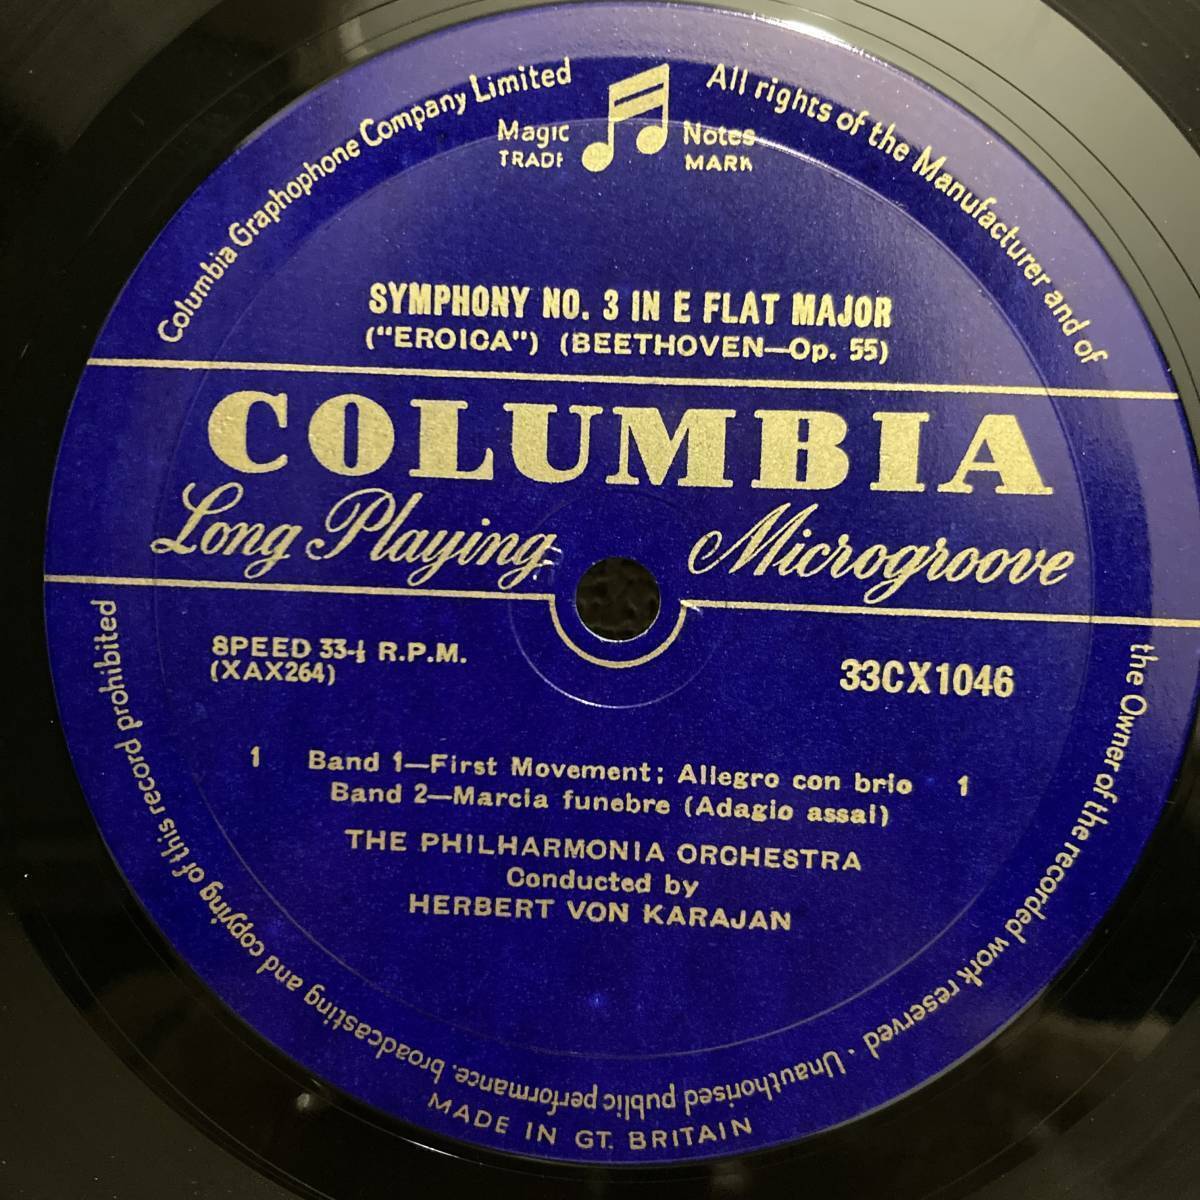 Columbia Graphophone Company Limited
All rights of the Manufacturer and of the Owner of the recorded work reserved · Unauthorised public performance, broadcasting and copying of this record prohibited
Magic Notes
TRADE MARK
SYMPHONY NO. 3 IN E FLAT MAJOR
("EROICA") (BEETHOVEN—Op. 55)
COLUMBIA
Long Playing Microgroove
SPEED 33⅓ R.P.M.
(XAX264)
33CX1046
1 Band 1—First Movement; Allegro con brio 1
Band 2—Marcia funebre (Adagio assai)
THE PHILHARMONIA ORCHESTRA
Conducted by
HERBERT VON KARAJAN
MADE IN GT. BRITAIN